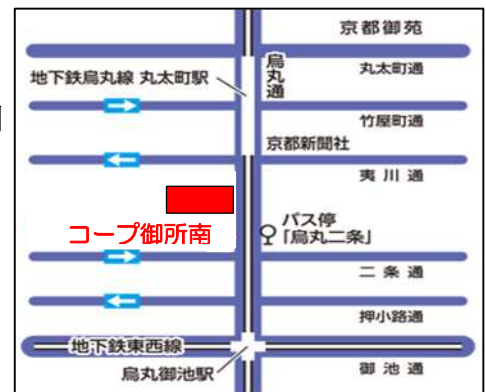 京都御苑
烏丸通
丸太町通
地下鉄烏丸線 丸太町駅
竹屋町通
京都新聞社
夷川通
コープ御所南
バス停
「烏丸二条」
二条通
押小路通
地下鉄東西線
烏丸御池駅
御池通